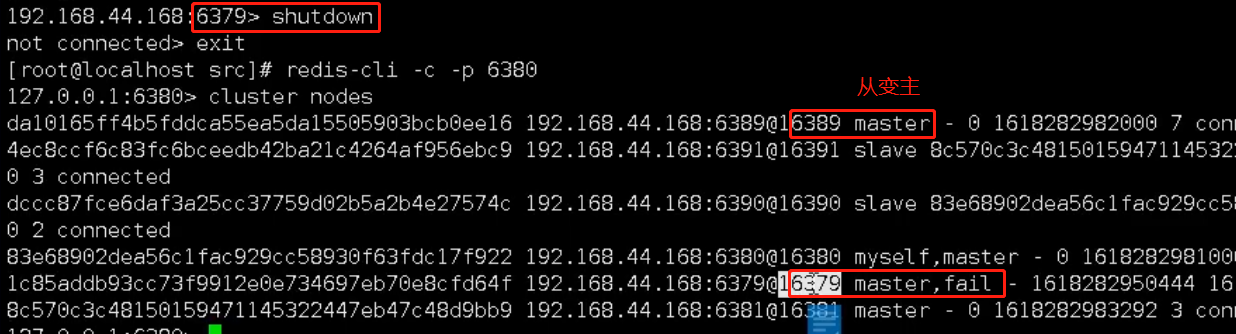 192.168.44.168:6379> shutdown
not connected> exit
[root@localhost src]# redis-cli -c -p 6380
从变主
127.0.0.1:6380> cluster nodes
da10165ff4b5fddca55ea5da15505903bcb0ee16 192.168.44.168:6389@16389 master - 0 1618282982000 7 conn
4ec8ccf6c83fc6bceedb42ba21c4264af956ebc9 192.168.44.168:6391@16391 slave 8c570c3c48150159471145322
0 3 connected
dccc87fce6daf3a25cc37759d02b5a2b4e27574c 192.168.44.168:6390@16390 slave 83e68902dea56c1fac929cc58
0 2 connected
83e68902dea56c1fac929cc58930f63fdc17f922 192.168.44.168:6380@16380 myself,master - 0 1618282981000
1c85addb93cc73f9912e0e734697eb70e8cfd64f 192.168.44.168:6379@16379 master,fail - 1618282950444 16
8c570c3c48150159471145322447eb47c48d9bb9 192.168.44.168:6381@16381 master - 0 1618282983292 3 conn
127.0.0.1:6380>